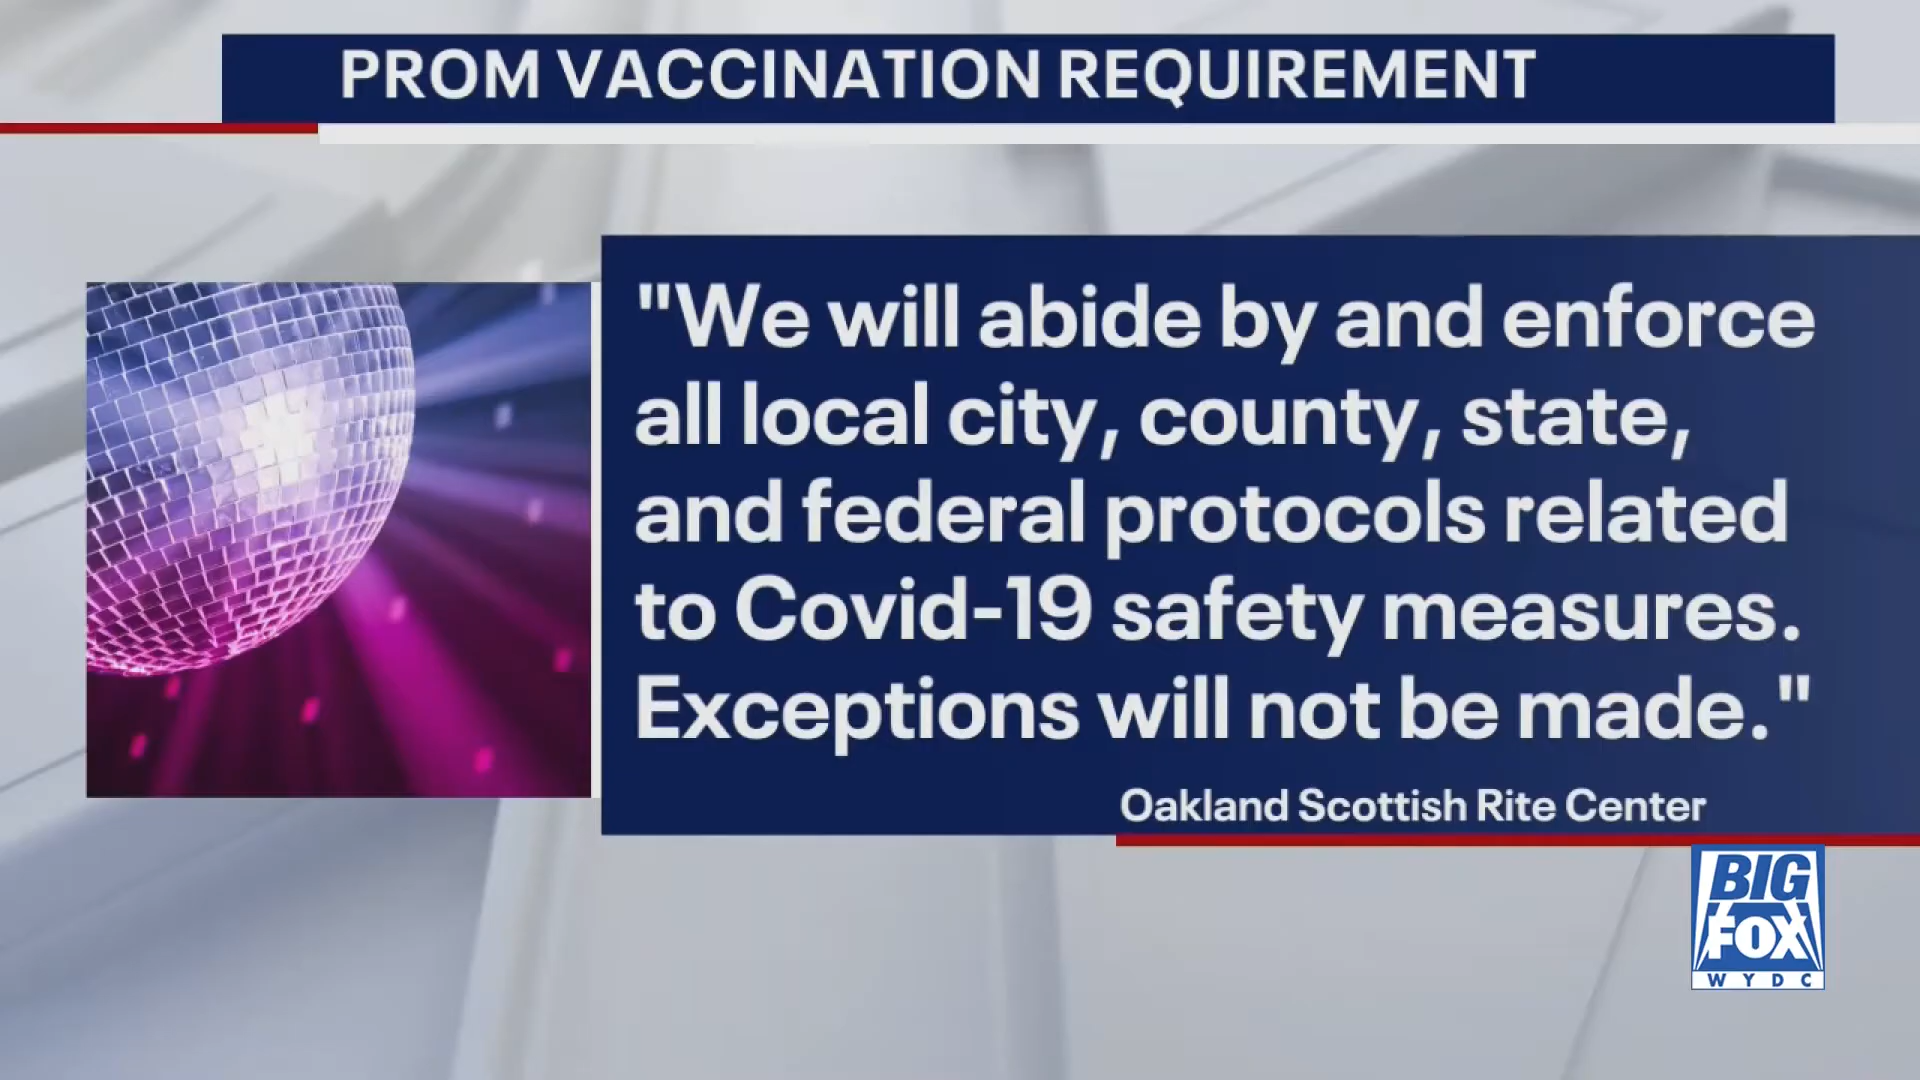 PROM VACCINATION REQUIREMENT
"We will abide by and enforce
all local city, county, state,
and federal protocols related
to Covid-19 safety measures.
Exceptions will not be made."
Oakland Scottish Rite Center
BIG
FOX
WYDC